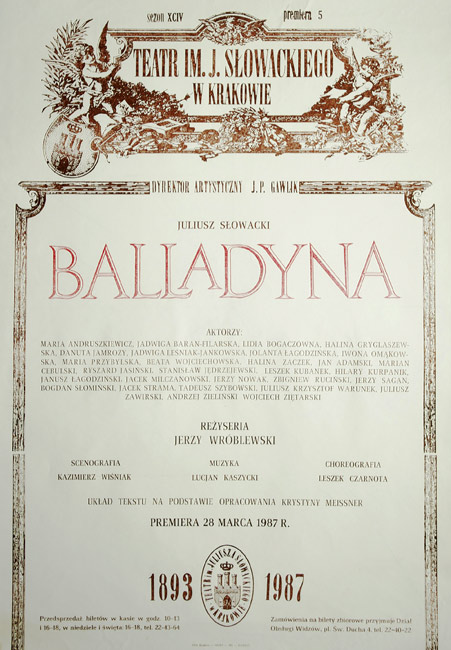 sezon XCIV premiera 5
TEATR IM. J. SŁOWACKIEGO
W KRAKOWIE
DYREKTOR ARTYSTYCZNY J. P. GAWLIK
JULIUSZ SŁOWACKI
BALLADYNA
AKTORZY:
MARIA ANDRUSZKIEWICZ, JADWIGA BARAN-FILARSKA, LIDIA BOGACZÓWNA, HALINA GRYGLASZEW-
SKA, DANUTA JAMROZY, JADWIGA LEŚNIAK-JANKOWSKA, JOLANTA ŁAGODZIŃSKA, IWONA OMĄKOW-
SKA, MARIA PRZYBYLSKA, BEATA WOJCIECHOWSKA, HALINA ZACZEK, JAN ADAMSKI, MARIAN
CEBULSKI, RYSZARD JASIŃSKI, STANISŁAW JĘDRZEJEWSKI, LESZEK KUBANEK, HILARY KURPANIK,
JANUSZ ŁAGODZIŃSKI, JACEK MILCZANOWSKI, JERZY NOWAK, ZBIGNIEW RUCIŃSKI, JERZY SAGAN,
BOGDAN SŁOMIŃSKI, JACEK STRAMA, TADEUSZ SZYBOWSKI, JULIUSZ KRZYSZTOF WARUNEK, JULIUSZ
ZAWIRSKI, ANDRZEJ ZIELIŃSKI WOJCIECH ZIĘTARSKI
REŻYSERIA
JERZY WRÓBLEWSKI
SCENOGRAFIA MUZYKA CHOREOGRAFIA
KAZIMIERZ WIŚNIAK LUCJAN KASZYCKI LESZEK CZARNOTA
UKŁAD TEKSTU NA PODSTAWIE OPRACOWANIA KRYSTYNY MEISSNER
PREMIERA 28 MARCA 1987 R.
1893 TEATR IM. JULIUSZA SŁOWACKIEGO W KRAKOWIE 1987
Przedsprzedaż biletów w kasie w godz. 10-13 Zamówienia na bilety zbiorowe przyjmuje Dział
i 16-18, w niedziele i święta 16-18, tel. 22-43-64 Obsługi Widzów, pl. Św. Ducha 4, tel. 22-40-22